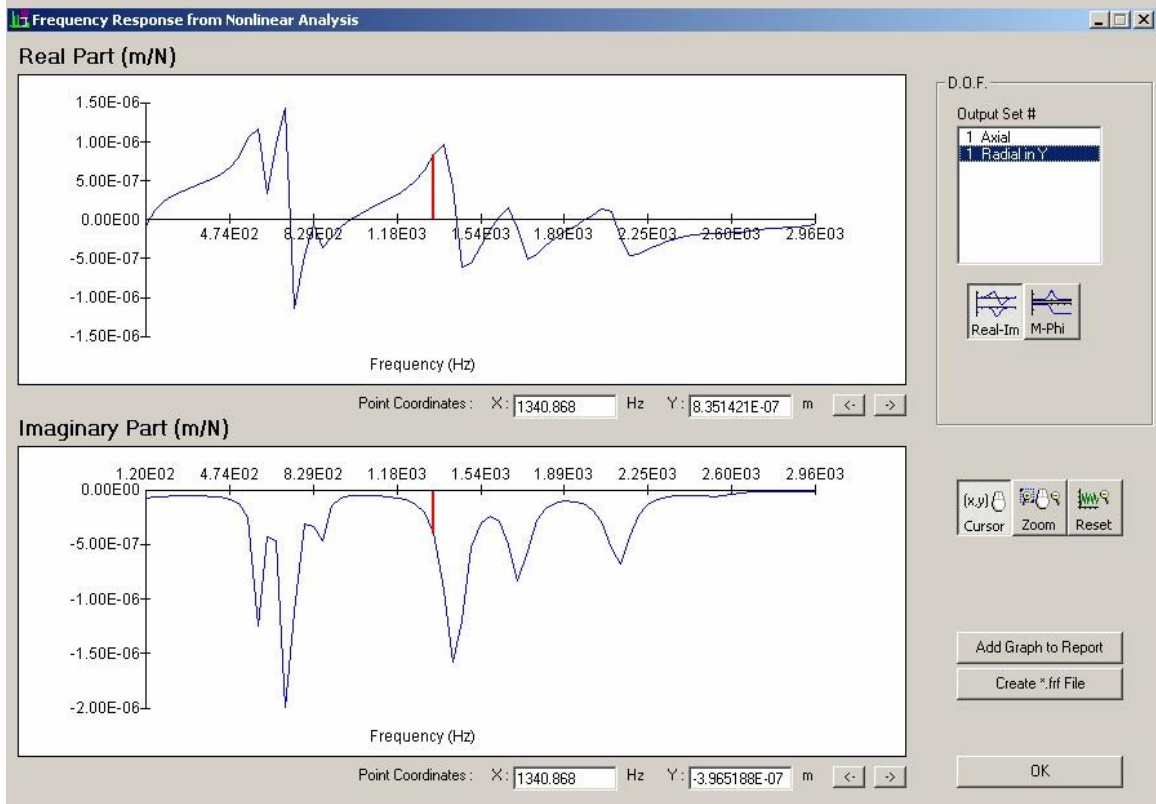 Frequency Response from Nonlinear Analysis
Real Part (m/N)
1.50E-06
1.00E-06
5.00E-07
0.00E00
-5.00E-07
-1.00E-06
-1.50E-06
4.74E02 8.29E02 1.18E03 1.54E03 1.89E03 2.25E03 2.60E03 2.96E03
Frequency (Hz)
Point Coordinates : X : 1340.868 Hz Y : 8.351421E-07 m <- ->
Imaginary Part (m/N)
1.20E02 4.74E02 8.29E02 1.18E03 1.54E03 1.89E03 2.25E03 2.60E03 2.96E03
0.00E00
-5.00E-07
-1.00E-06
-1.50E-06
-2.00E-06
Frequency (Hz)
Point Coordinates : X : 1340.868 Hz Y : -3.965188E-07 m <- ->
D.O.F.
Output Set #
1 Axial
1 Radial in Y
Real-Im M-Phi
(x,y)
Cursor Zoom Reset
Add Graph to Report
Create *.frf File
OK